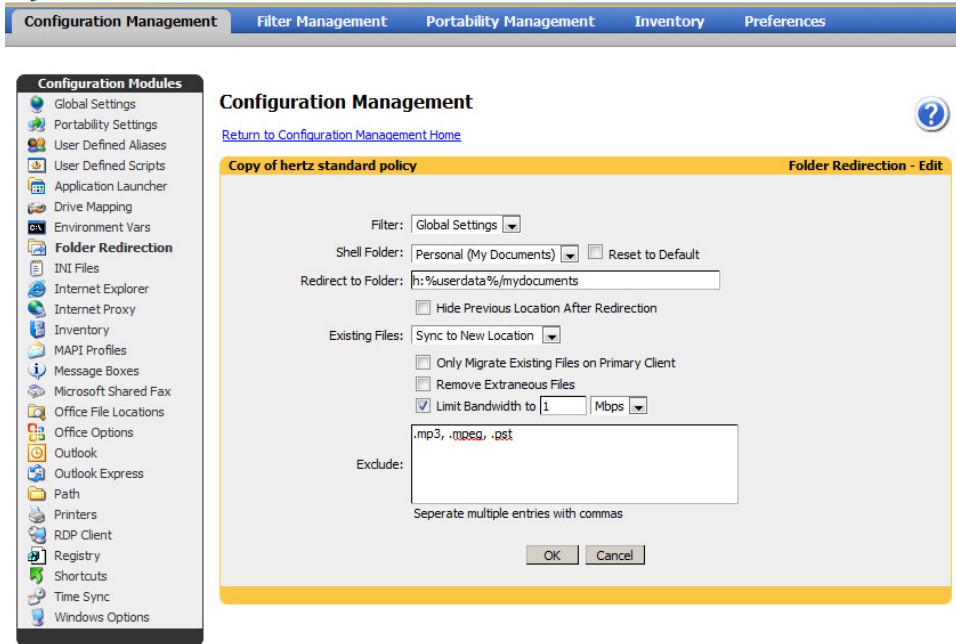 Configuration Management Filter Management Portability Management Inventory Preferences
Configuration Modules
Global Settings
Portability Settings
User Defined Aliases
User Defined Scripts
Application Launcher
Drive Mapping
Environment Vars
Folder Redirection
INI Files
Internet Explorer
Internet Proxy
Inventory
MAPI Profiles
Message Boxes
Microsoft Shared Fax
Office File Locations
Office Options
Outlook
Outlook Express
Path
Printers
RDP Client
Registry
Shortcuts
Time Sync
Windows Options
Configuration Management
Return to Configuration Management Home
Copy of hertz standard policy Folder Redirection - Edit
Filter: Global Settings
Shell Folder: Personal (My Documents) Reset to Default
Redirect to Folder: h:%userdata%/mydocuments
Hide Previous Location After Redirection
Existing Files: Sync to New Location
Only Migrate Existing Files on Primary Client
Remove Extraneous Files
Limit Bandwidth to 1 Mbps
.mp3, .mpeg, .pst
Exclude:
Seperate multiple entries with commas
OK Cancel